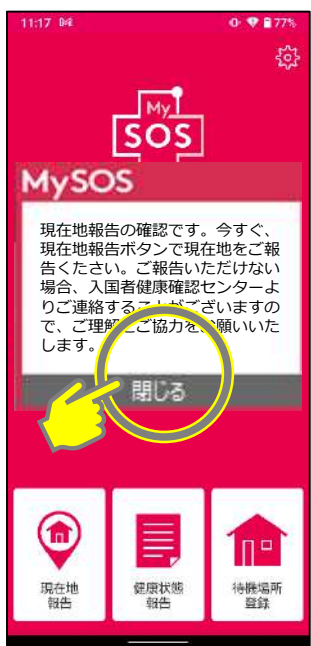 11:17
77%
My
SOS
MySOS
現在地報告の確認です。今すぐ、
現在地報告ボタンで現在地をご報
告ください。ご報告いただけない
場合、入国者健康確認センターよ
りご連絡することがございますの
で、ご理解とご協力をお願いいた
します。
閉じる
現在地
報告
健康状態
報告
待機場所
登録